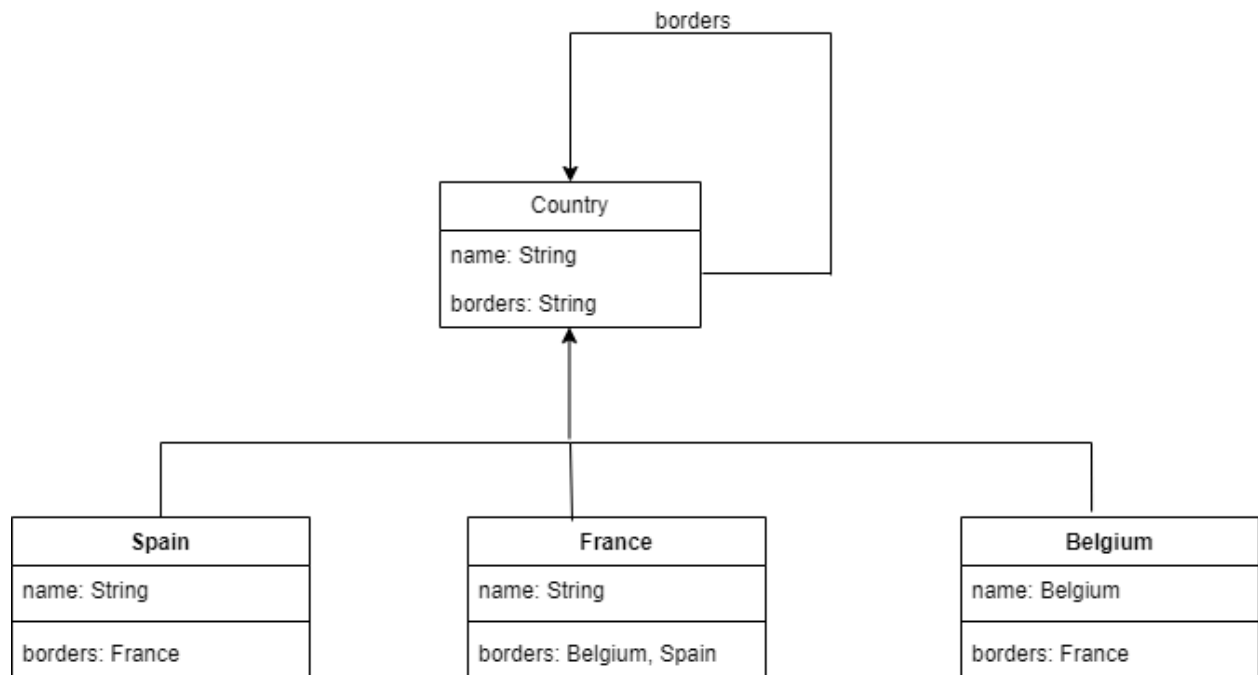 borders
Country
name: String
borders: String
Spain
name: String
borders: France
France
name: String
borders: Belgium, Spain
Belgium
name: Belgium
borders: France